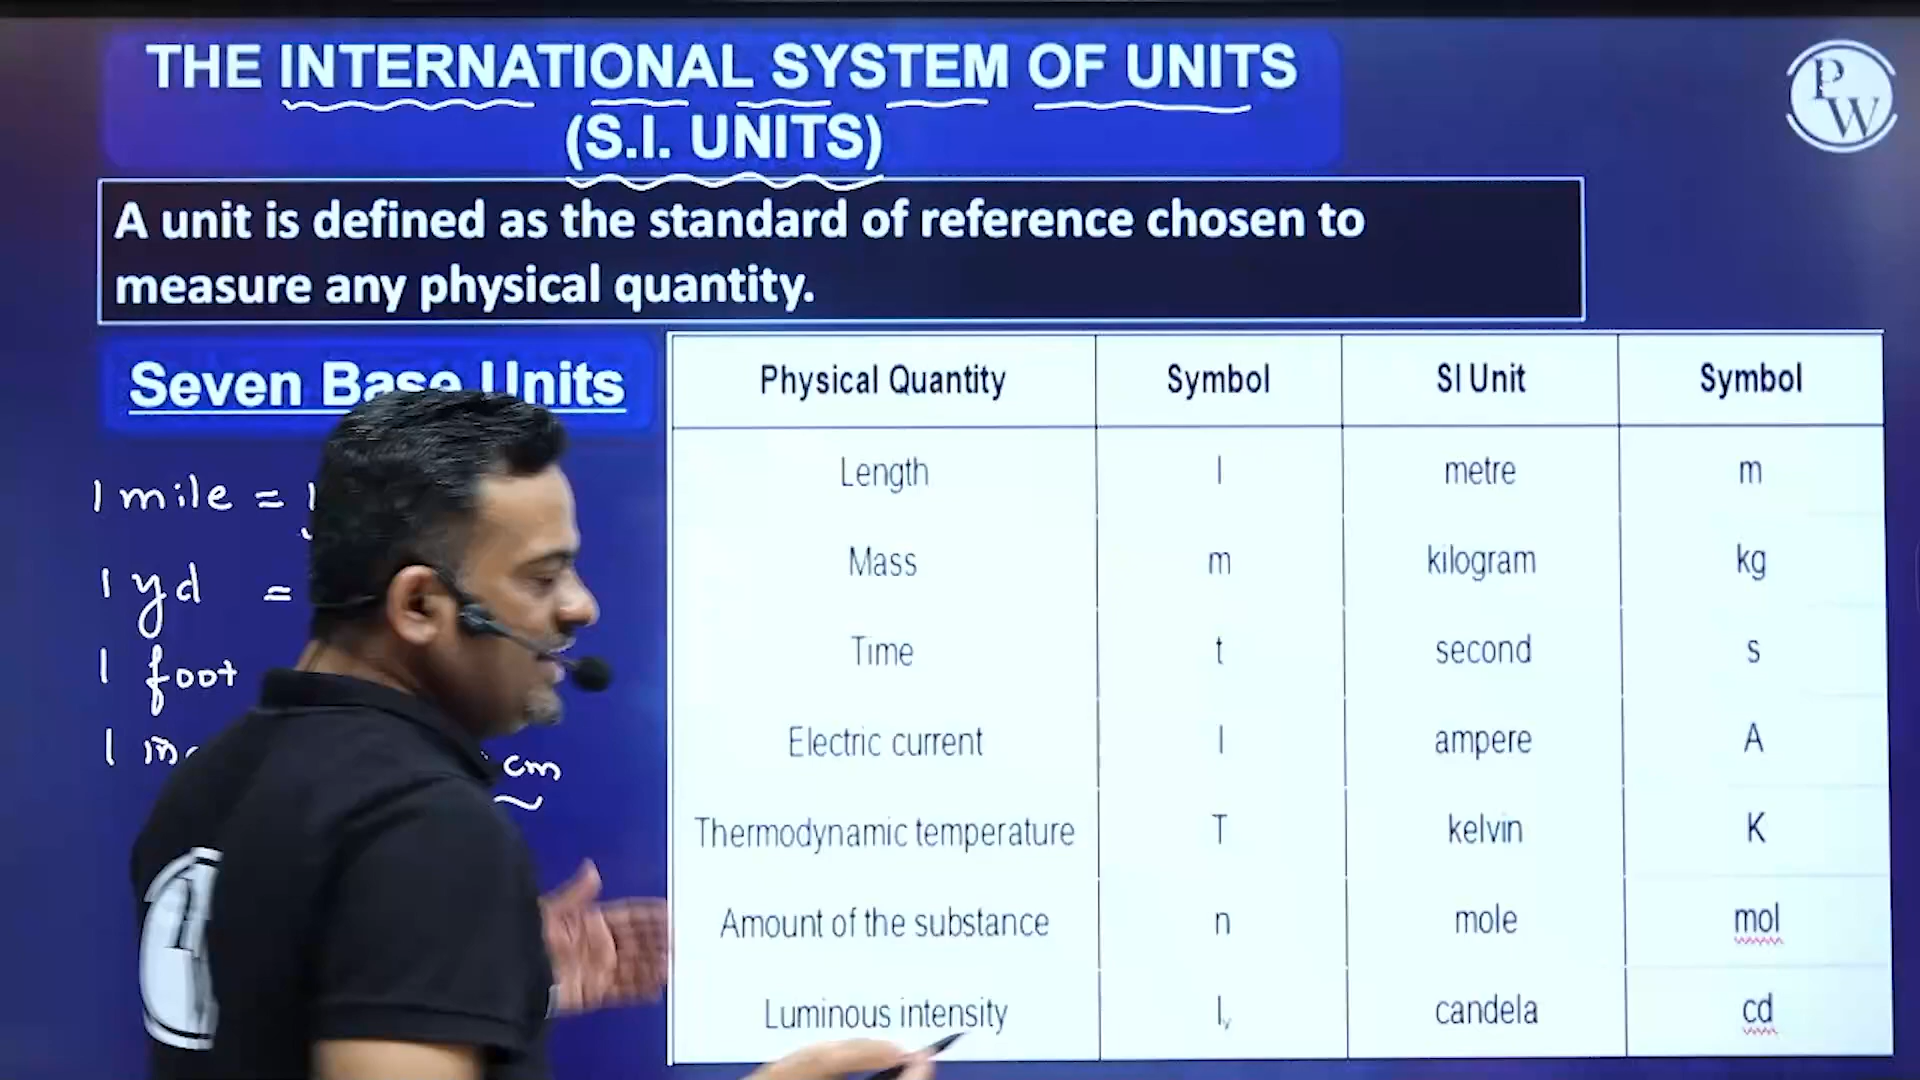 THE INTERNATIONAL SYSTEM OF UNITS
(S.I. UNITS)
PW
A unit is defined as the standard of reference chosen to
measure any physical quantity.
Seven Base Units
Physical Quantity Symbol SI Unit Symbol
Length l metre m
Mass m kilogram kg
Time t second s
Electric current I ampere A
Thermodynamic temperature T kelvin K
Amount of the substance n mole mol
Luminous intensity Iv candela cd
1 mile =
1 yd =
1 foot
1 cm